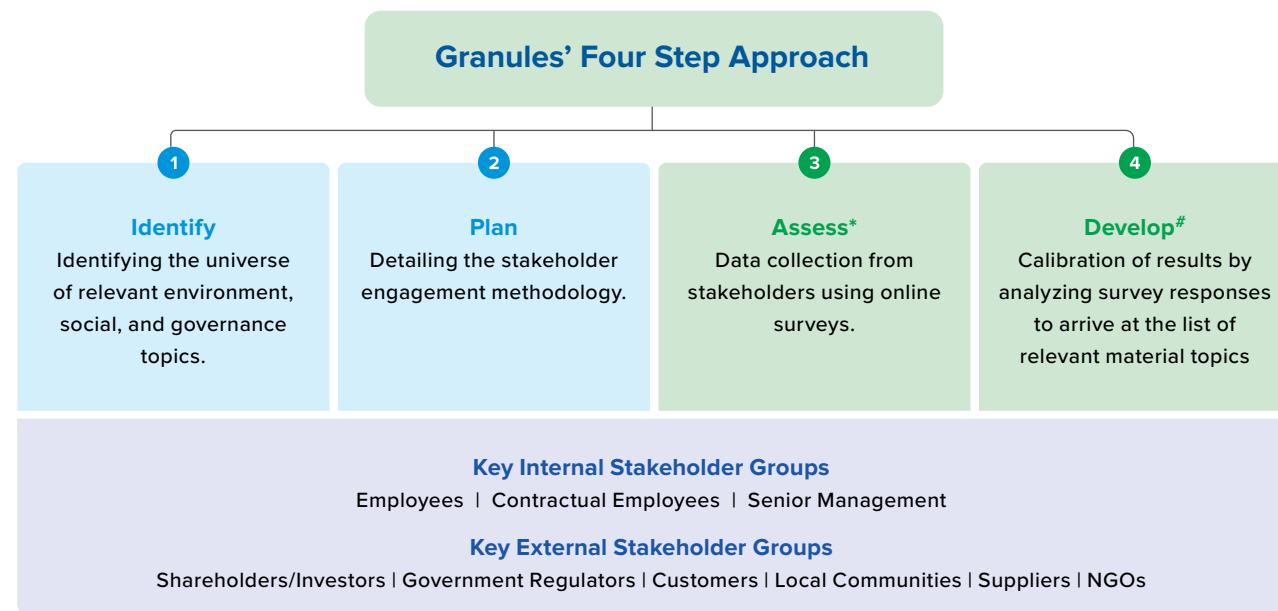 Granules’ Four Step Approach
1
Identify
Identifying the universe
of relevant environment,
social, and governance
topics.
2
Plan
Detailing the stakeholder
engagement methodology.
3
Assess*
Data collection from
stakeholders using online
surveys.
4
Develop#
Calibration of results by
analyzing survey responses
to arrive at the list of
relevant material topics
Key Internal Stakeholder Groups
Employees | Contractual Employees | Senior Management
Key External Stakeholder Groups
Shareholders/Investors | Government Regulators | Customers | Local Communities | Suppliers | NGOs